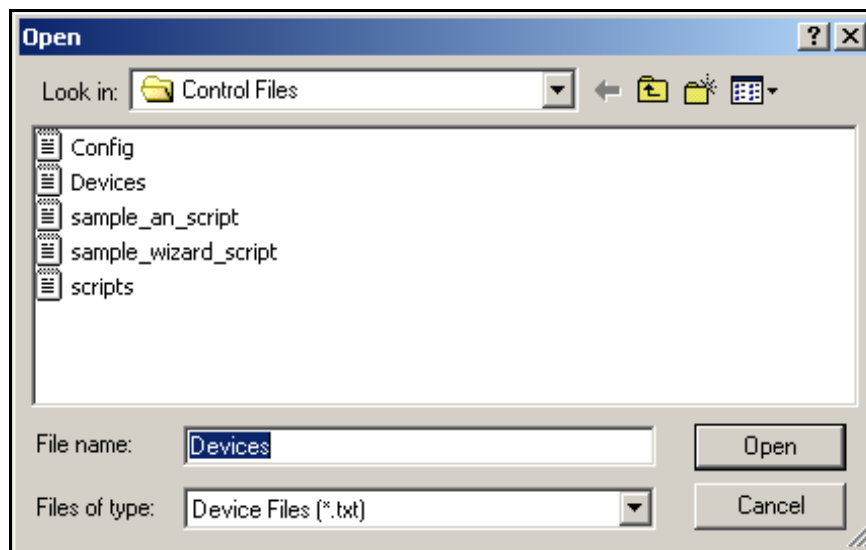 Open
Look in: Control Files
Config
Devices
sample_an_script
sample_wizard_script
scripts
File name: Devices Open
Files of type: Device Files (*.txt) Cancel